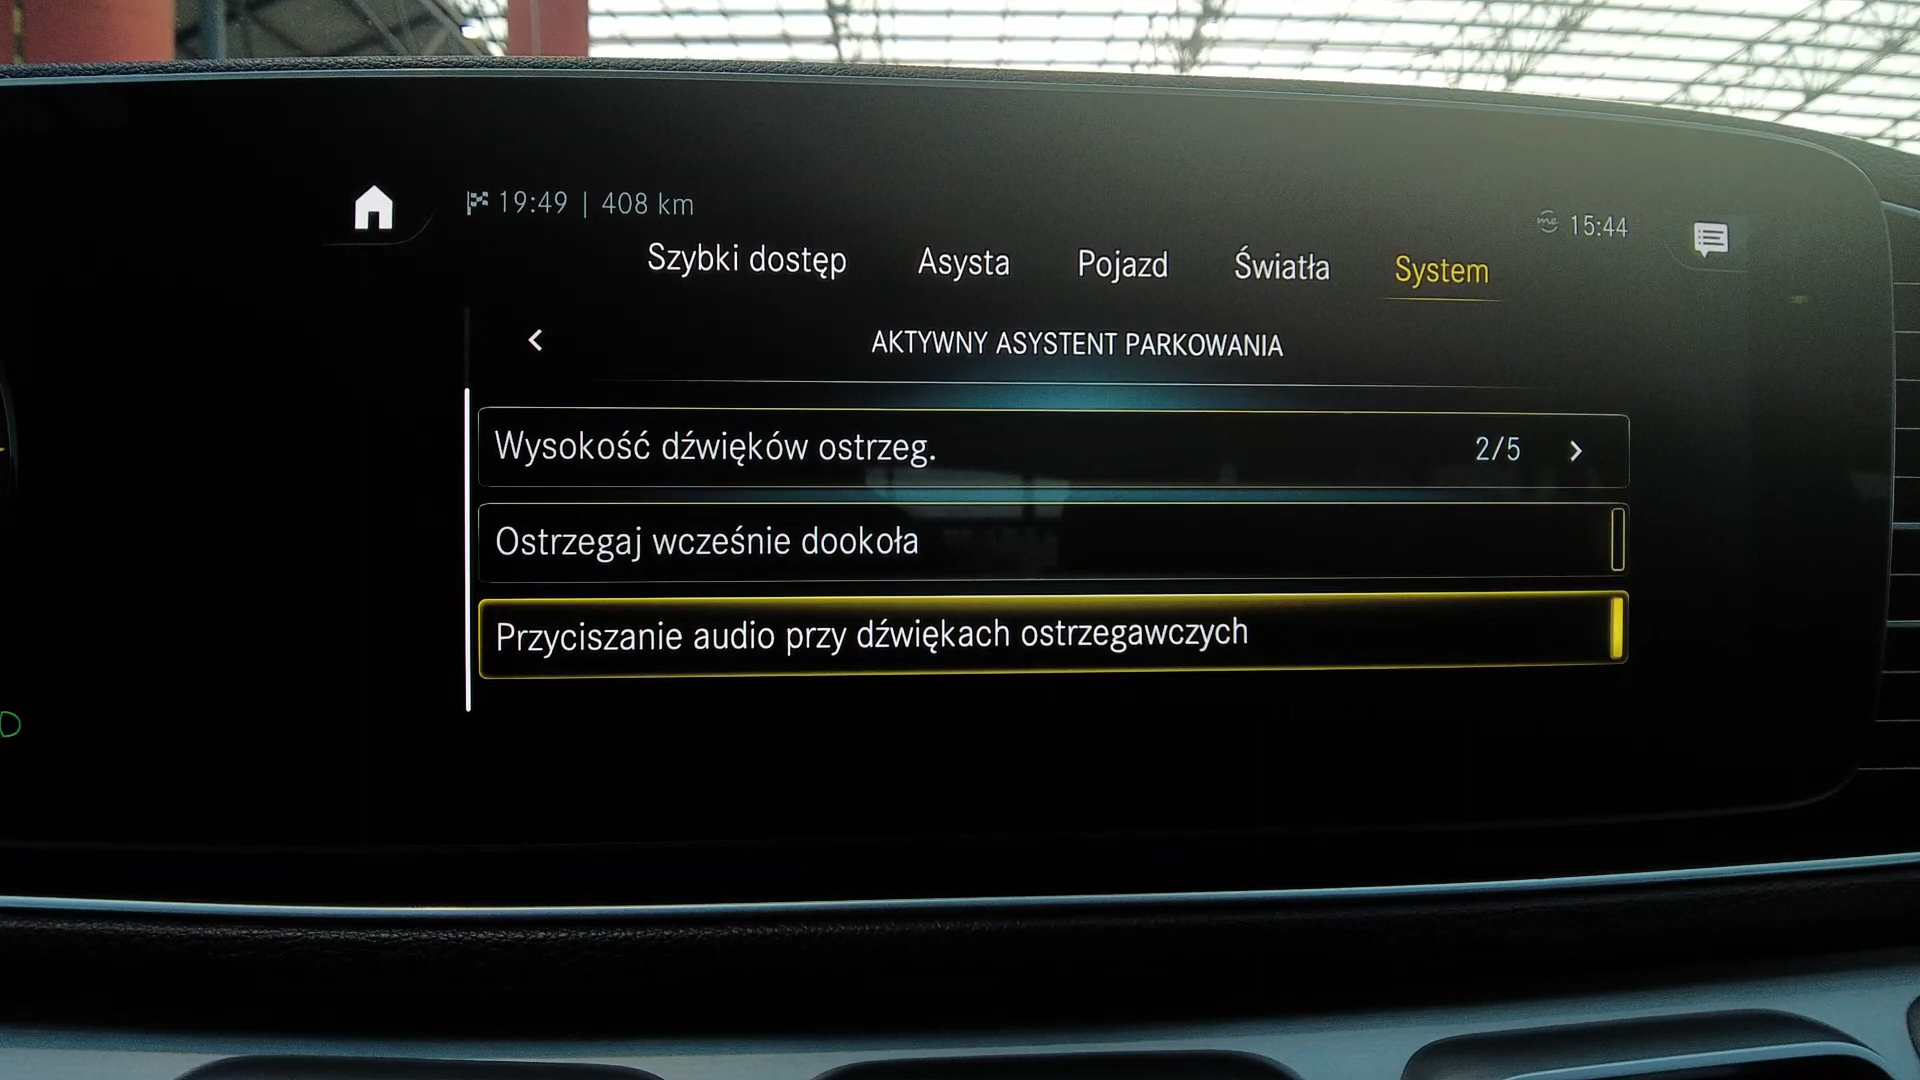 19:49 | 408 km
me 15:44
Szybki dostęp Asysta Pojazd Światła System
AKTYWNY ASYSTENT PARKOWANIA
Wysokość dźwięków ostrzeg. 2/5
Ostrzegaj wcześnie dookoła
Przyciszanie audio przy dźwiękach ostrzegawczych